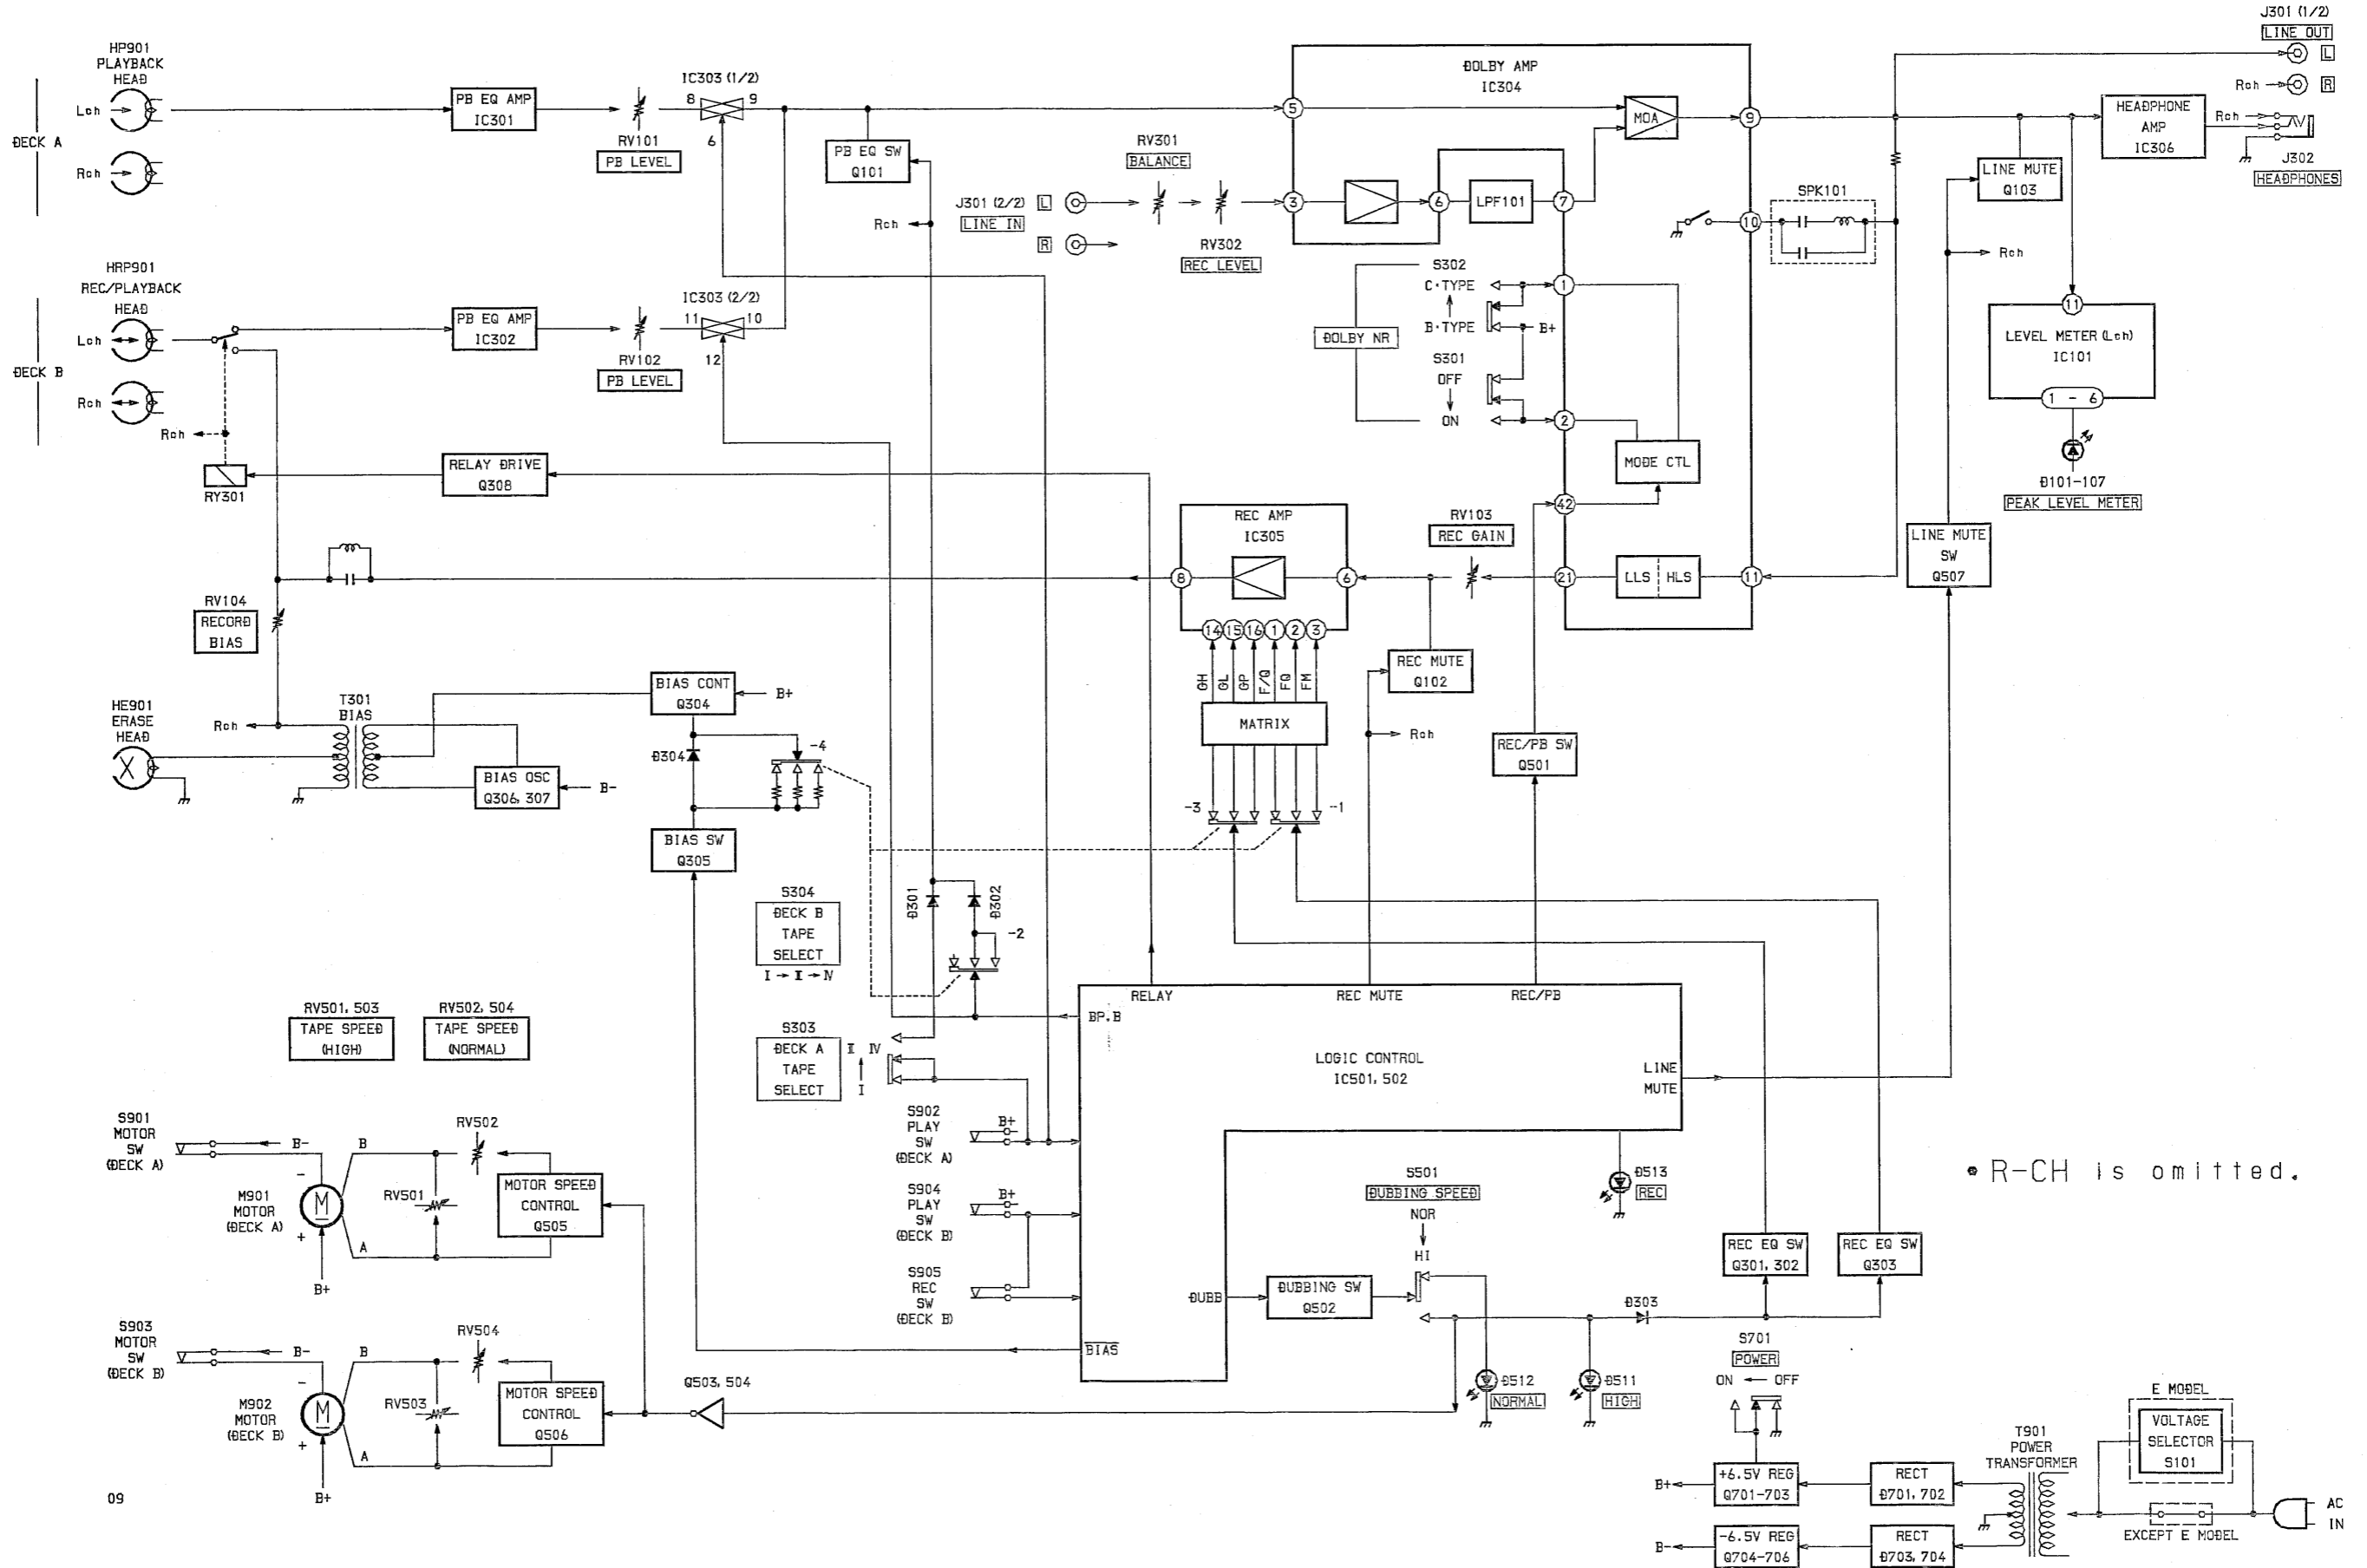 HP901
PLAYBACK
HEAD
Lch
Rch
DECK A
PB EQ AMP
IC301
RV101
PB LEVEL
IC303 (1/2)
8
9
6
PB EQ SW
Q101
Rch
HRP901
REC/PLAYBACK
HEAD
Lch
Rch
DECK B
Rch
RY301
PB EQ AMP
IC302
RV102
PB LEVEL
IC303 (2/2)
11
10
12
RELAY DRIVE
Q308
J301 (2/2)
LINE IN
L
R
RV301
BALANCE
RV302
REC LEVEL
DOLBY AMP
IC304
5
3
6
LPF101
7
MOA
9
10
1
2
42
21
11
MODE CTL
LLS
HLS
DOLBY NR
S302
C·TYPE
B·TYPE
B+
S301
OFF
ON
SPK101
J301 (1/2)
LINE OUT
L
Rch
R
HEADPHONE
AMP
IC306
Rch
J302
HEADPHONES
LINE MUTE
Q103
Rch
11
LEVEL METER (Lch)
IC101
1 - 6
D101-107
PEAK LEVEL METER
LINE MUTE
SW
Q507
REC AMP
IC305
8
6
14
15
16
1
2
3
GH
GL
GP
F/Q
FQ
FM
MATRIX
-3
-1
RV103
REC GAIN
REC MUTE
Q102
Rch
REC/PB SW
Q501
RV104
RECORD
BIAS
HE901
ERASE
HEAD
Rch
T301
BIAS
BIAS OSC
Q306, 307
B-
BIAS CONT
Q304
B+
D304
-4
BIAS SW
Q305
S304
DECK B
TAPE
SELECT
I → II → IV
D301
D302
-2
S303
DECK A
TAPE
SELECT
II IV
I
RV501, 503
TAPE SPEED
(HIGH)
RV502, 504
TAPE SPEED
(NORMAL)
RELAY
REC MUTE
REC/PB
BP.B
LOGIC CONTROL
IC501, 502
LINE
MUTE
DUBB
BIAS
S902
PLAY
SW
(DECK A)
B+
S904
PLAY
SW
(DECK B)
B+
S905
REC
SW
(DECK B)
DUBBING SW
Q502
S501
DUBBING SPEED
NOR
HI
D513
REC
D512
NORMAL
D511
HIGH
D303
REC EQ SW
Q301, 302
REC EQ SW
Q303
• R-CH is omitted.
S901
MOTOR
SW
(DECK A)
B-
M901
MOTOR
(DECK A)
M
-
+
B+
B
A
RV502
RV501
MOTOR SPEED
CONTROL
Q505
S903
MOTOR
SW
(DECK B)
B-
M902
MOTOR
(DECK B)
M
-
+
B+
B
A
RV504
RV503
MOTOR SPEED
CONTROL
Q506
Q503, 504
S701
POWER
ON ← OFF
+6.5V REG
Q701-703
B+
RECT
D701, 702
-6.5V REG
Q704-706
B-
RECT
D703, 704
T901
POWER
TRANSFORMER
E MODEL
VOLTAGE
SELECTOR
S101
EXCEPT E MODEL
AC
IN
09